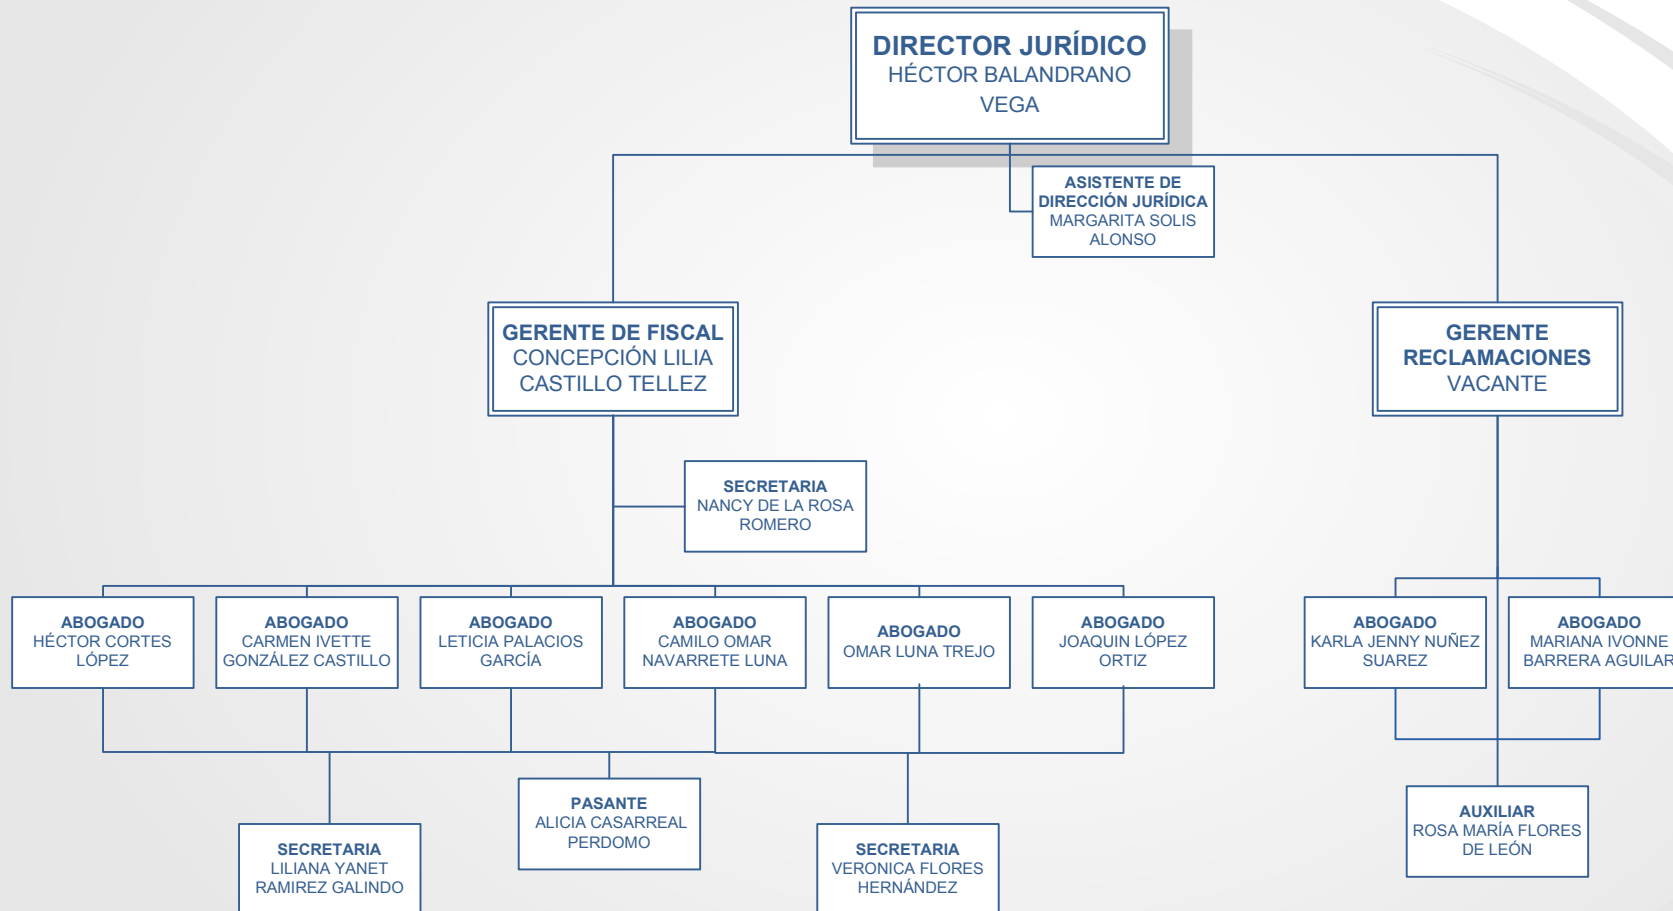 DIRECTOR JURÍDICO
HÉCTOR BALANDRANO
VEGA
ASISTENTE DE
DIRECCIÓN JURÍDICA
MARGARITA SOLIS
ALONSO
GERENTE DE FISCAL
CONCEPCIÓN LILIA
CASTILLO TELLEZ
GERENTE
RECLAMACIONES
VACANTE
SECRETARIA
NANCY DE LA ROSA
ROMERO
ABOGADO
HÉCTOR CORTES
LÓPEZ
ABOGADO
CARMEN IVETTE
GONZÁLEZ CASTILLO
ABOGADO
LETICIA PALACIOS
GARCÍA
ABOGADO
CAMILO OMAR
NAVARRETE LUNA
ABOGADO
OMAR LUNA TREJO
ABOGADO
JOAQUIN LÓPEZ
ORTIZ
ABOGADO
KARLA JENNY NUÑEZ
SUAREZ
ABOGADO
MARIANA IVONNE
BARRERA AGUILAR
SECRETARIA
LILIANA YANET
RAMIREZ GALINDO
PASANTE
ALICIA CASARREAL
PERDOMO
SECRETARIA
VERONICA FLORES
HERNÁNDEZ
AUXILIAR
ROSA MARÍA FLORES
DE LEÓN